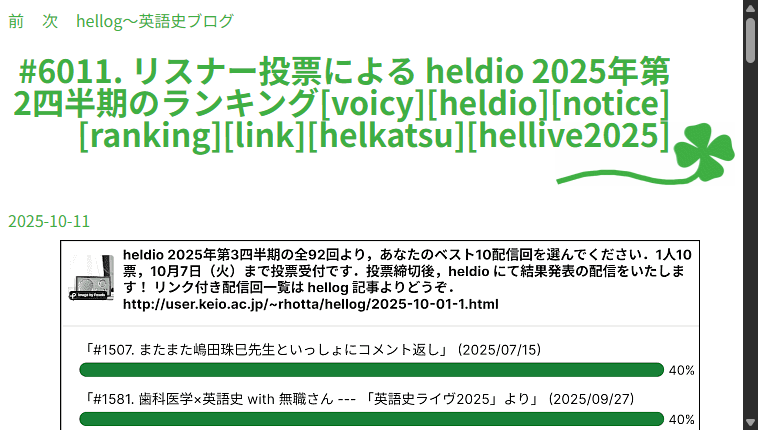 前 次 hellog〜英語史ブログ
#6011. リスナー投票による heldio 2025年第
2四半期のランキング[voicy][heldio][notice]
[ranking][link][helkatsu][hellive2025]
2025-10-11
heldio 2025年第3四半期の全92回より，あなたのベスト10配信回を選んでください．1人10
票，10月7日（火）まで投票受付です．投票締切後，heldio にて結果発表の配信をいたしま
す！ リンク付き配信回一覧は hellog 記事よりどうぞ．
http://user.keio.ac.jp/~rhotta/hellog/2025-10-01-1.html
「#1507. またまた嶋田珠巳先生といっしょにコメント返し」 (2025/07/15)
40%
「#1581. 歯科医学×英語史 with 無職さん --- 「英語史ライヴ2025」より」 (2025/09/27)
40%